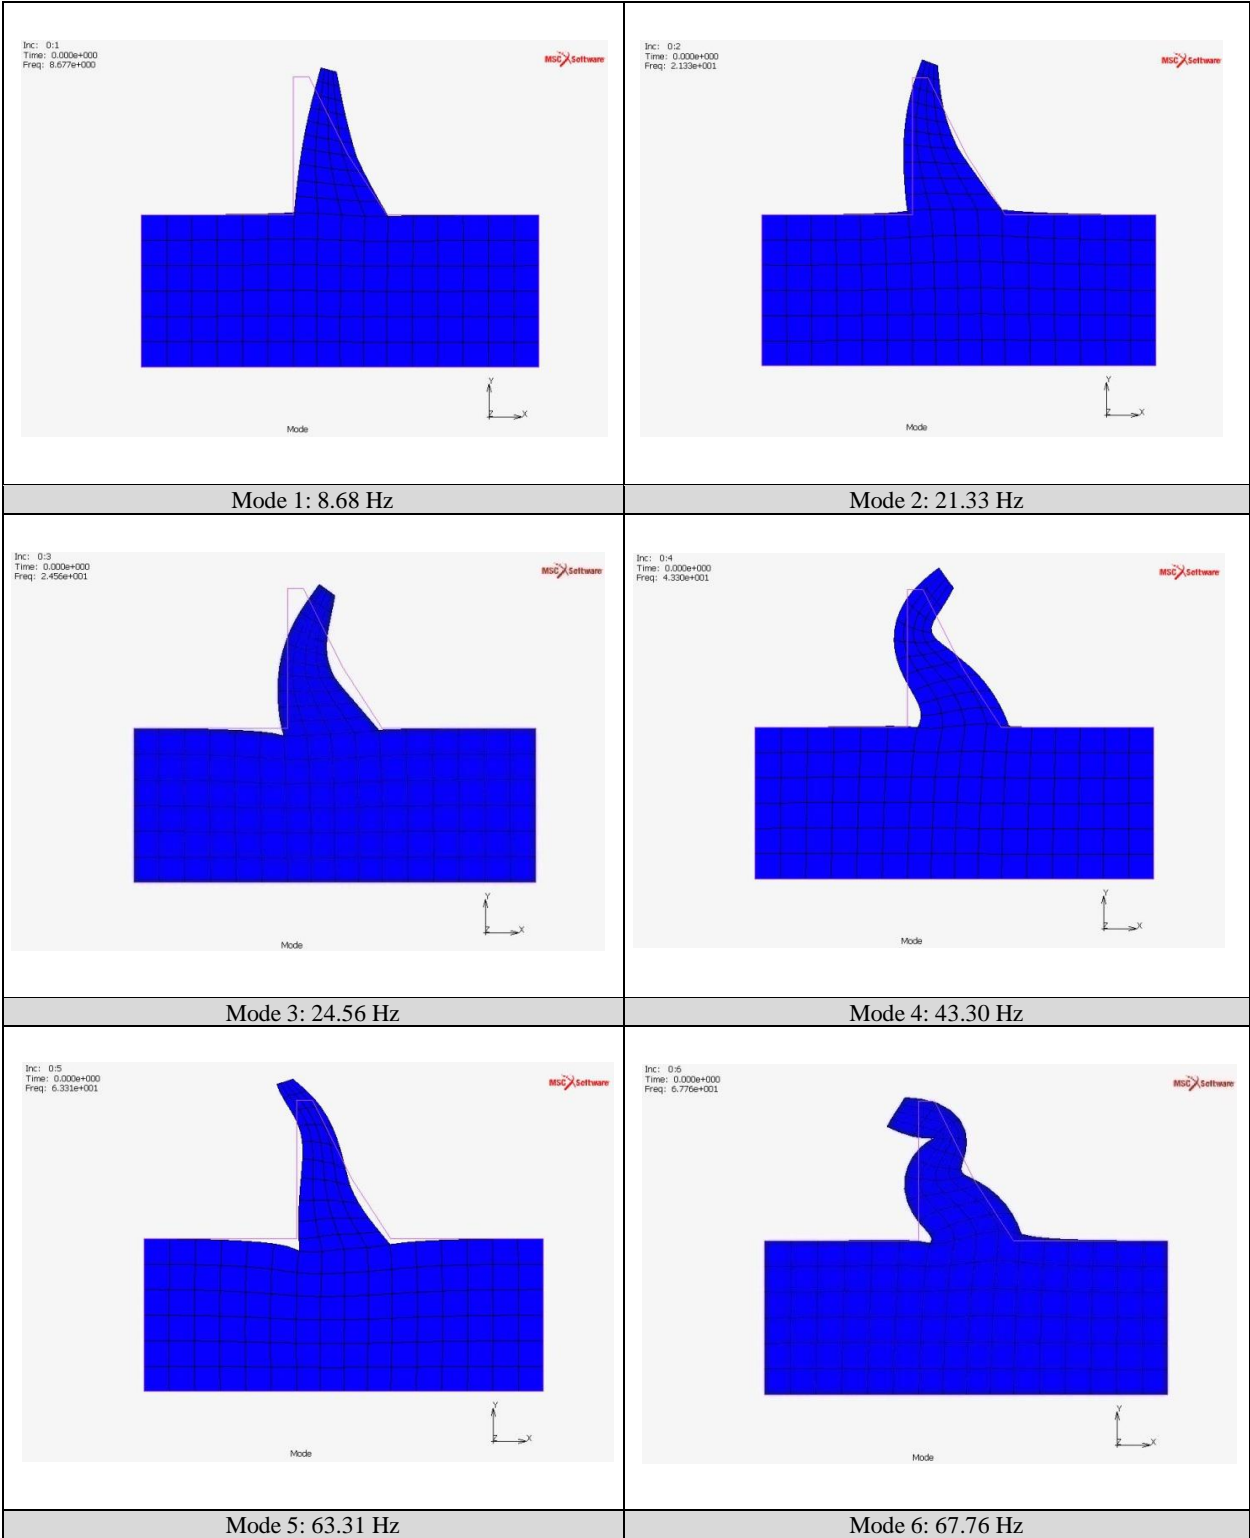 Inc: 0:1
Time: 0.000e+000
Freq: 8.677e+000
MSC Software
Y
Z X
Mode
Inc: 0:2
Time: 0.000e+000
Freq: 2.133e+001
MSC Software
Y
Z X
Mode
Mode 1: 8.68 Hz
Mode 2: 21.33 Hz
Inc: 0:3
Time: 0.000e+000
Freq: 2.456e+001
MSC Software
Y
Z X
Mode
Inc: 0:4
Time: 0.000e+000
Freq: 4.330e+001
MSC Software
Y
Z X
Mode
Mode 3: 24.56 Hz
Mode 4: 43.30 Hz
Inc: 0:5
Time: 0.000e+000
Freq: 6.331e+001
MSC Software
Y
Z X
Mode
Inc: 0:6
Time: 0.000e+000
Freq: 6.776e+001
MSC Software
Y
Z X
Mode
Mode 5: 63.31 Hz
Mode 6: 67.76 Hz